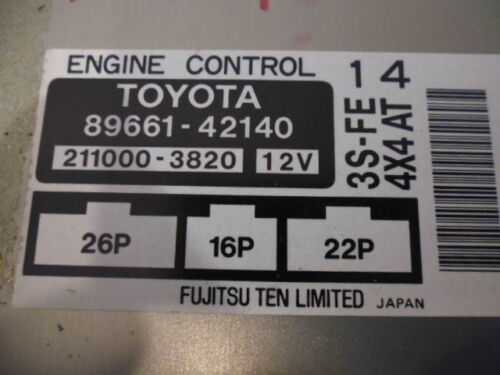 ENGINE CONTROL
TOYOTA
89661-42140
211000-3820 12V
14
3S-FE
4X4 AT
26P 16P 22P
FUJITSU TEN LIMITED JAPAN